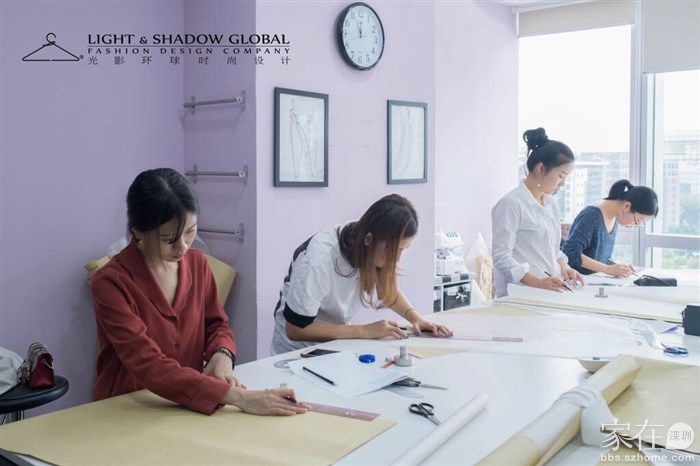 LIGHT & SHADOW GLOBAL
FASHION DESIGN COMPANY
光影环球时尚设计
家在深圳
bbs.szhome.com